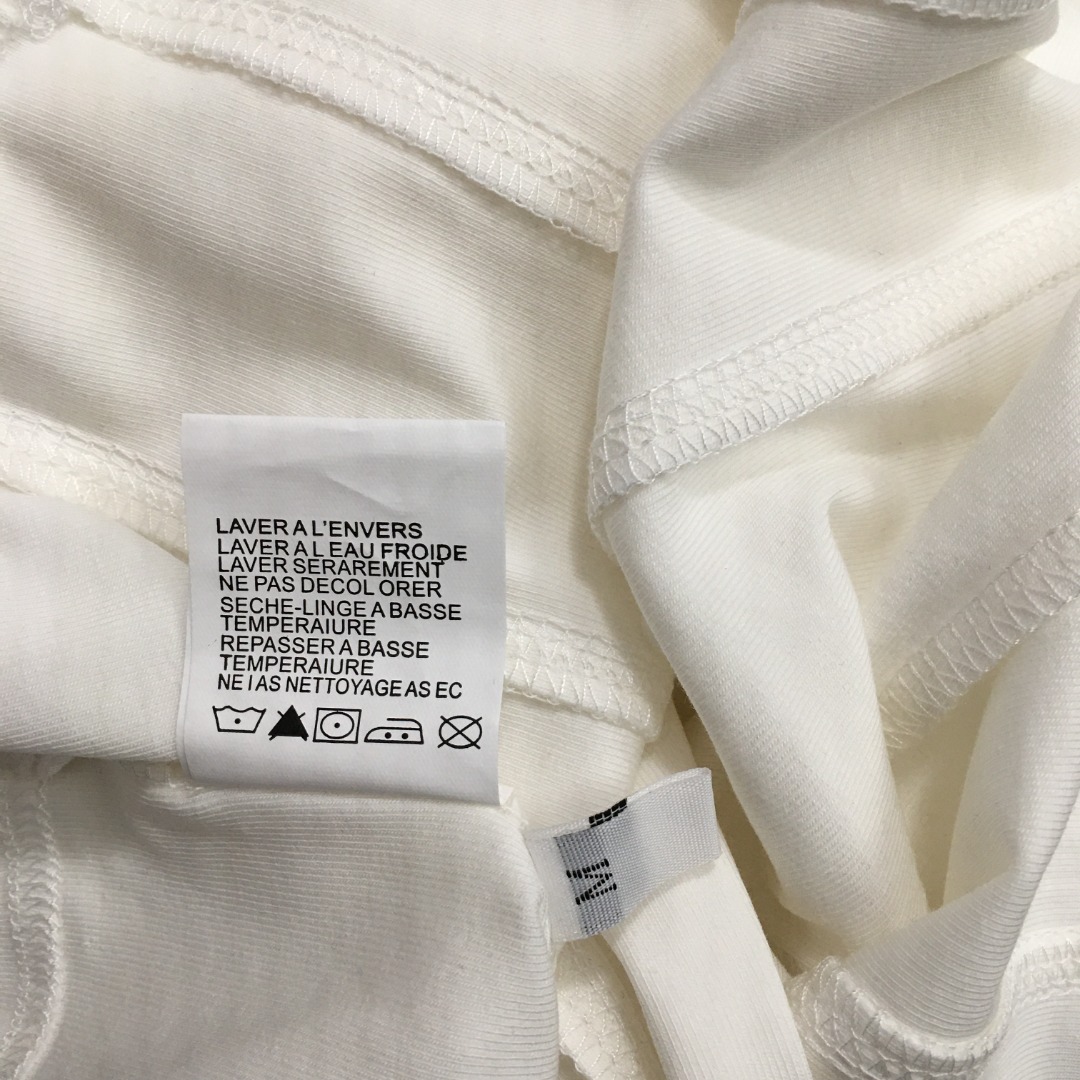 LAVER A L'ENVERS
LAVER A L EAU FROIDE
LAVER SERAREMENT
NE PAS DECOL ORER
SECHE-LINGE A BASSE
TEMPERAIURE
REPASSER A BASSE
TEMPERAIURE
NE I AS NETTOYAGE AS EC
M